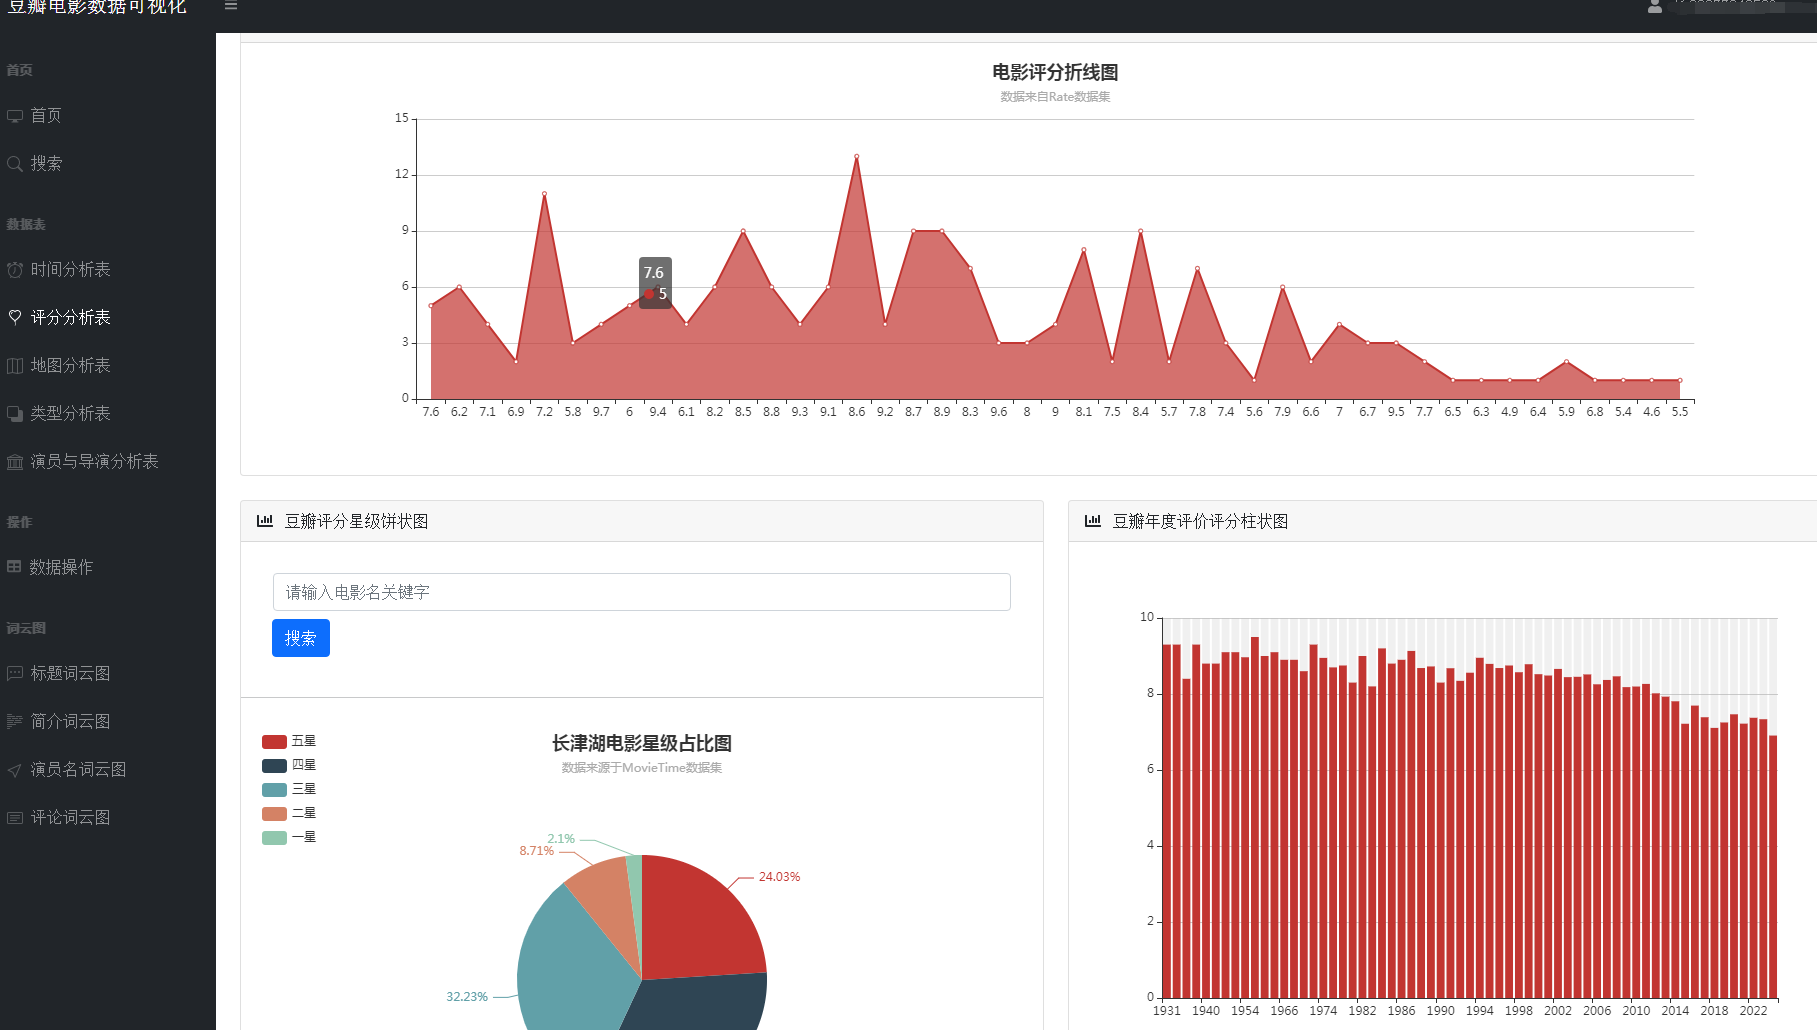 豆瓣电影数据可视化
首页
首页
搜索
数据表
时间分析表
评分分析表
地图分析表
类型分析表
演员与导演分析表
操作
数据操作
词云图
标题词云图
简介词云图
演员名词云图
评论词云图
电影评分折线图
数据来自Rate数据集
15
12
9
6
3
0
7.6
5
7.6 6.2 7.1 6.9 7.2 5.8 9.7 6 9.4 6.1 8.2 8.5 8.8 9.3 9.1 8.6 9.2 8.7 8.9 8.3 9.6 8 9 8.1 7.5 8.4 5.7 7.8 7.4 5.6 7.9 6.6 7 6.7 9.5 7.7 6.5 6.3 4.9 6.4 5.9 6.8 5.4 4.6 5.5
豆瓣评分星级饼状图
请输入电影名关键字
搜索
五星
四星
三星
二星
一星
长津湖电影星级占比图
数据来源于MovieTime数据集
2.1%
8.71%
24.03%
32.23%
豆瓣年度评价评分柱状图
10
8
6
4
2
0
1931 1940 1954 1966 1974 1982 1986 1990 1994 1998 2002 2006 2010 2014 2018 2022